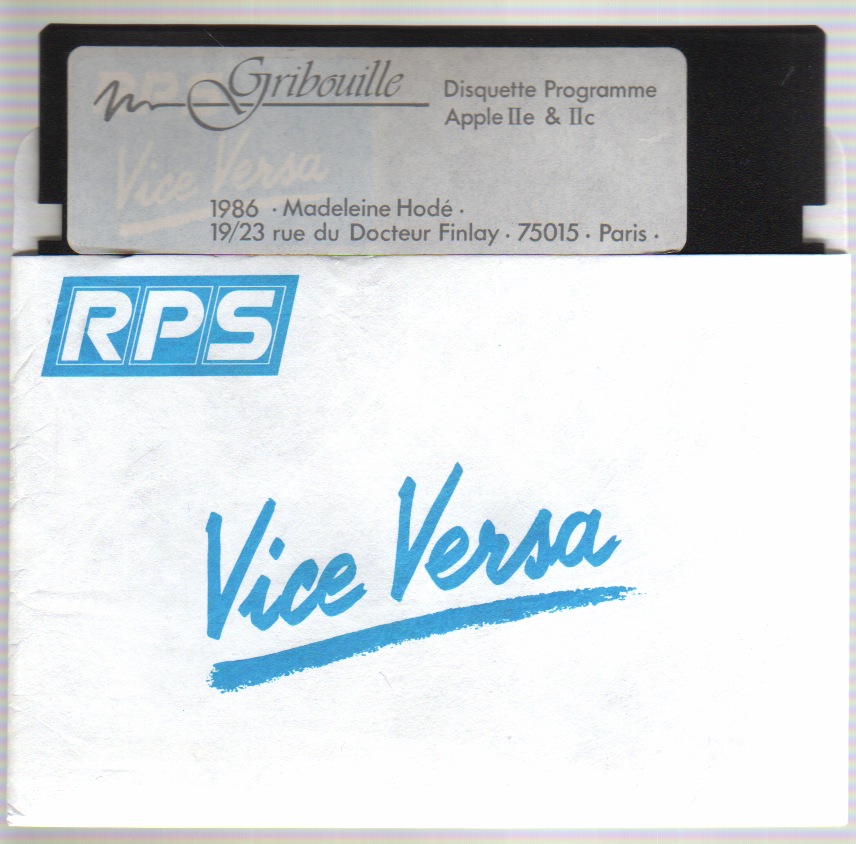 Gribouille
Disquette Programme
Apple IIe & IIc
RPS
Vice Versa
1986 · Madeleine Hodé ·
19/23 rue du Docteur Finlay · 75015 · Paris ·
RPS
Vice Versa